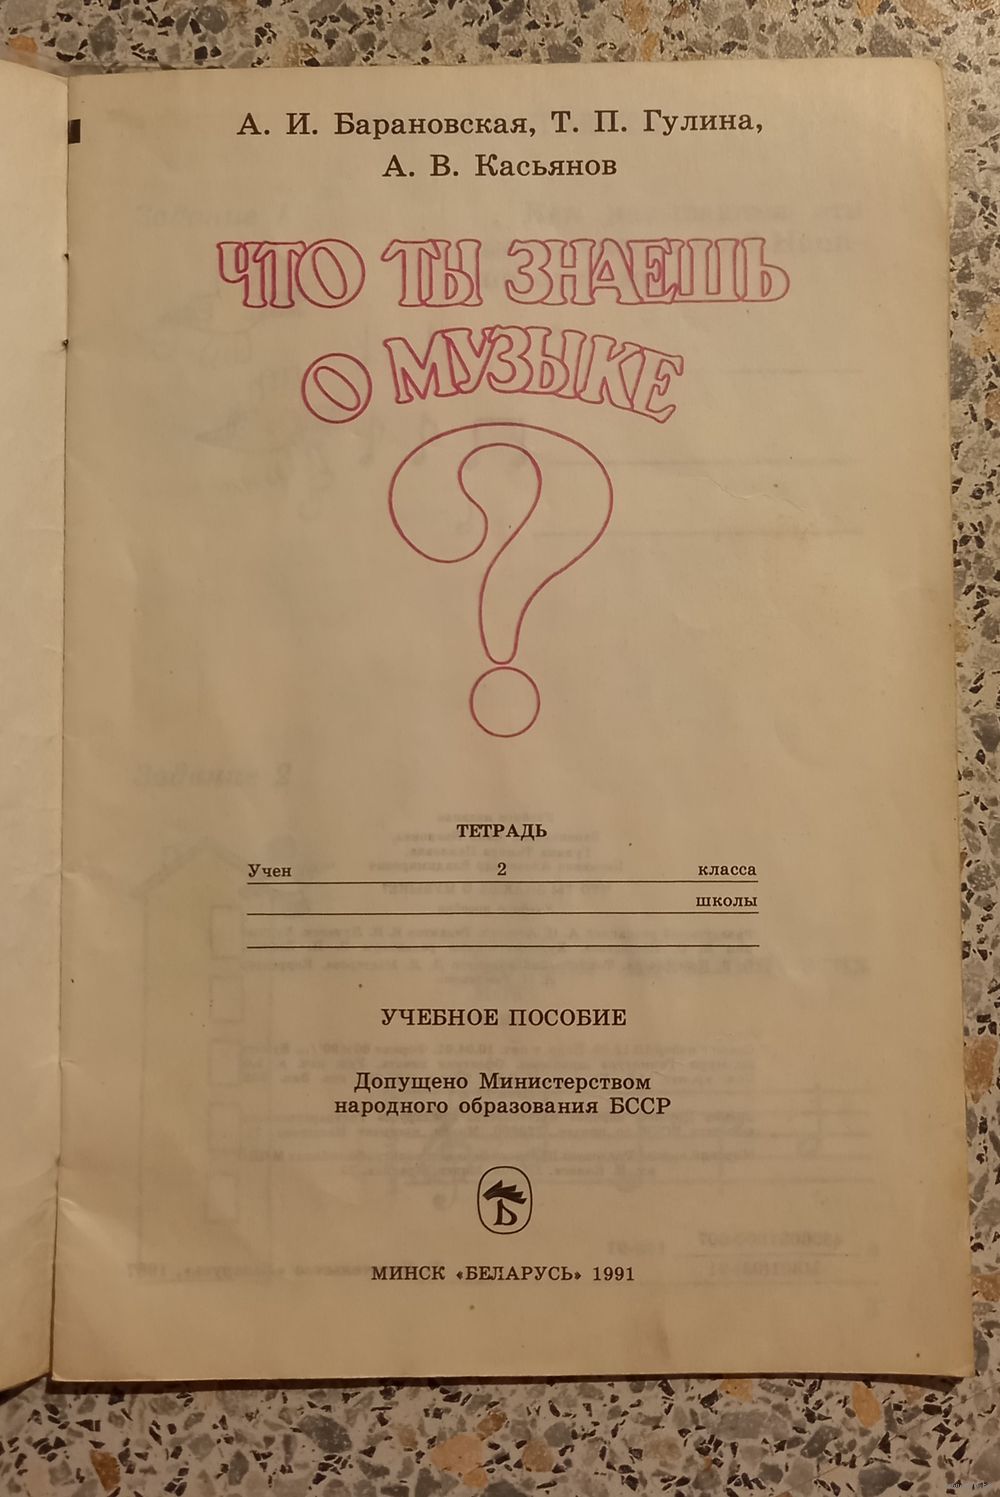 А. И. Барановская, Т. П. Гулина,
А. В. Касьянов
ЧТО ТЫ ЗНАЕШЬ
О МУЗЫКЕ
?
ТЕТРАДЬ
Учен 2 класса
школы
УЧЕБНОЕ ПОСОБИЕ
Допущено Министерством
народного образования БССР
Б
МИНСК «БЕЛАРУСЬ» 1991